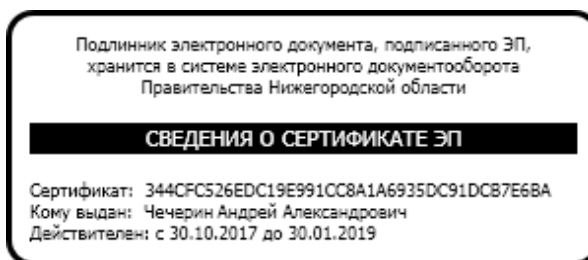 Подлинник электронного документа, подписанного ЭП,
хранится в системе электронного документооборота
Правительства Нижегородской области
СВЕДЕНИЯ О СЕРТИФИКАТЕ ЭП
Сертификат: 344CFC526EDC19E991CC8A1A6935DC91DCB7E6BA
Кому выдан: Чечерин Андрей Александрович
Действителен: с 30.10.2017 до 30.01.2019